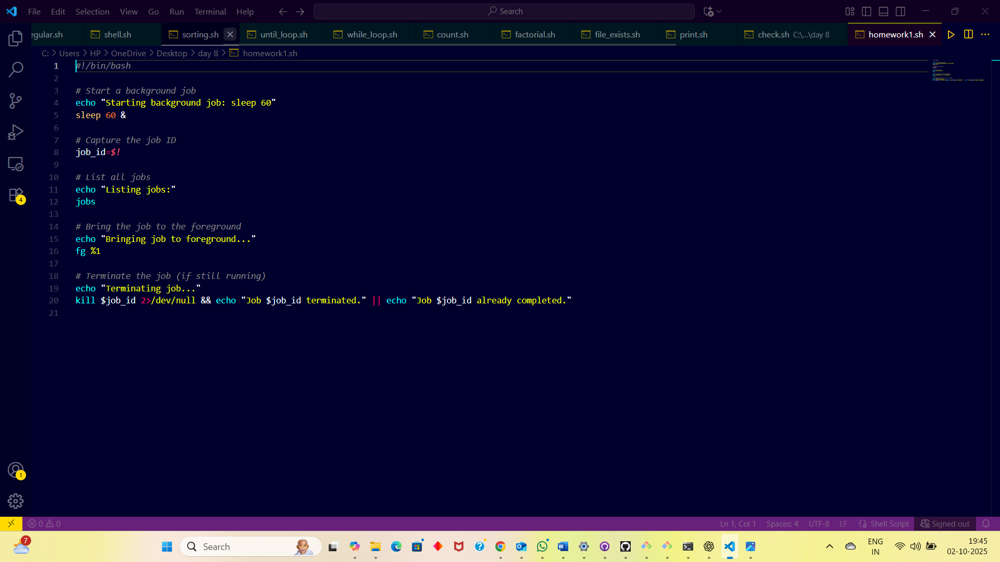 File Edit Selection View Go Run Terminal Help Search
egular.sh shell.sh sorting.sh until_loop.sh while_loop.sh count.sh factorial.sh file_exists.sh print.sh check.sh C:\...\day 8 homework1.sh
C: > Users > HP > OneDrive > Desktop > day 8 > homework1.sh
1 #!/bin/bash
2
3 # Start a background job
4 echo "Starting background job: sleep 60"
5 sleep 60 &
6
7 # Capture the job ID
8 job_id=$!
9
10 # List all jobs
11 echo "Listing jobs:"
12 jobs
13
14 # Bring the job to the foreground
15 echo "Bringing job to foreground..."
16 fg %1
17
18 # Terminate the job (if still running)
19 echo "Terminating job..."
20 kill $job_id 2>/dev/null && echo "Job $job_id terminated." || echo "Job $job_id already completed."
21
4
1
0 0 Ln 1, Col 1 Spaces: 4 UTF-8 LF {} Shell Script Signed out
7 Search ENG 19:45
IN 02-10-2025